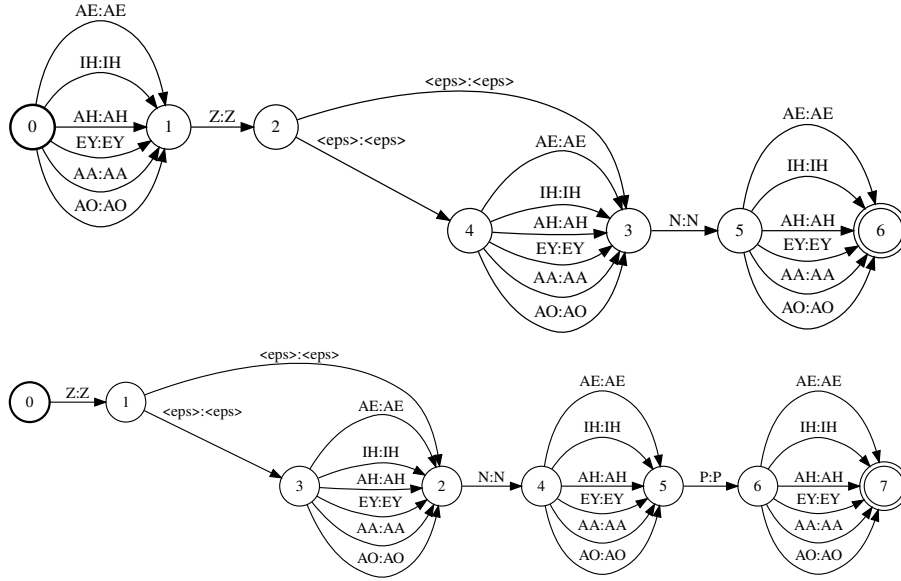 AE:AE
IH:IH
AH:AH
EY:EY
AA:AA
AO:AO
0
1
Z:Z
2
<eps>:<eps>
<eps>:<eps>
4
AE:AE
IH:IH
AH:AH
EY:EY
AA:AA
AO:AO
3
N:N
5
AE:AE
IH:IH
AH:AH
EY:EY
AA:AA
AO:AO
6
0
Z:Z
1
<eps>:<eps>
<eps>:<eps>
3
AE:AE
IH:IH
AH:AH
EY:EY
AA:AA
AO:AO
2
N:N
4
AE:AE
IH:IH
AH:AH
EY:EY
AA:AA
AO:AO
5
P:P
6
AE:AE
IH:IH
AH:AH
EY:EY
AA:AA
AO:AO
7